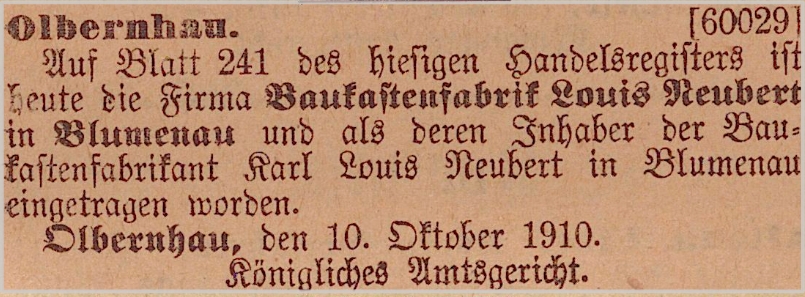 Olbernhau. [60029]
Auf Blatt 241 des hiesigen Handelsregisters ist
heute die Firma Baukastenfabrik Louis Neubert
in Blumenau und als deren Inhaber der Bau-
kastenfabrikant Karl Louis Neubert in Blumenau
eingetragen worden.
Olbernhau, den 10. Oktober 1910.
Königliches Amtsgericht.